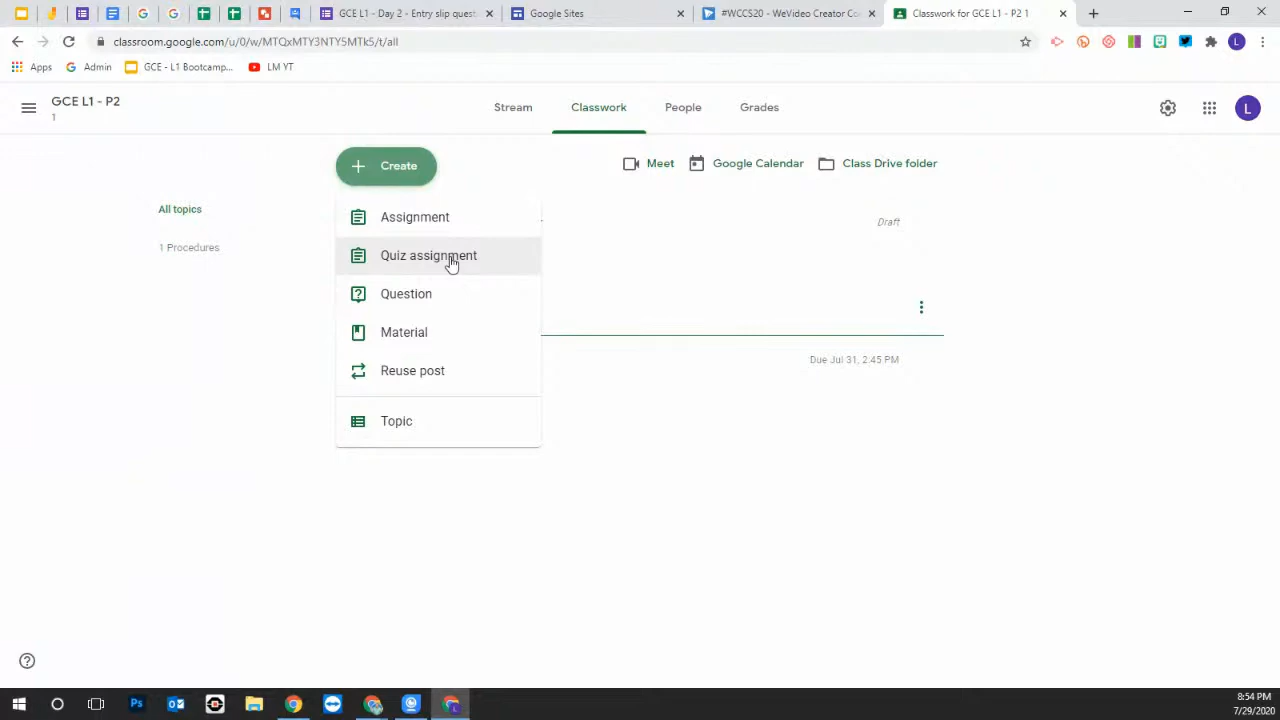 GCE L1 - Day 2 - Entry slip quest
Google Sites
#WCCS20 - WeVideo Creator Co
Classwork for GCE L1 - P2 1
classroom.google.com/u/0/w/MTQxMTY3NTY5MTk5/t/all
L
Apps
Admin
GCE - L1 Bootcamp...
LM YT
GCE L1 - P2
1
Stream
Classwork
People
Grades
L
Create
Meet
Google Calendar
Class Drive folder
All topics
1 Procedures
Assignment
Quiz assignment
Question
Material
Reuse post
Topic
Draft
Due Jul 31, 2:45 PM
8:54 PM
7/29/2020